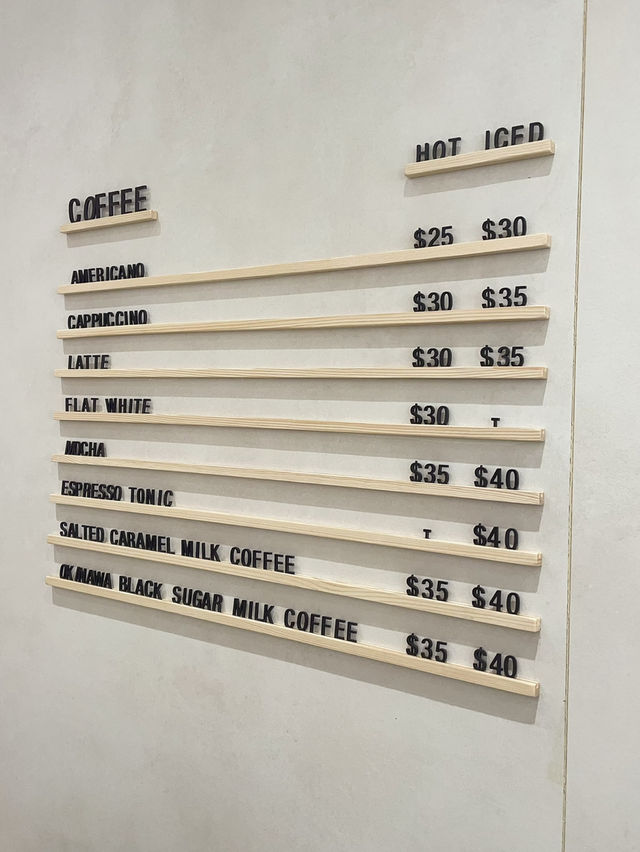 COFFEE HOT ICED
AMERICANO $25 $30
CAPPUCCINO $30 $35
LATTE $30 $35
FLAT WHITE $30 T
MOCHA $35 $40
ESPRESSO TONIC T $40
SALTED CARAMEL MILK COFFEE $35 $40
OKINAWA BLACK SUGAR MILK COFFEE $35 $40